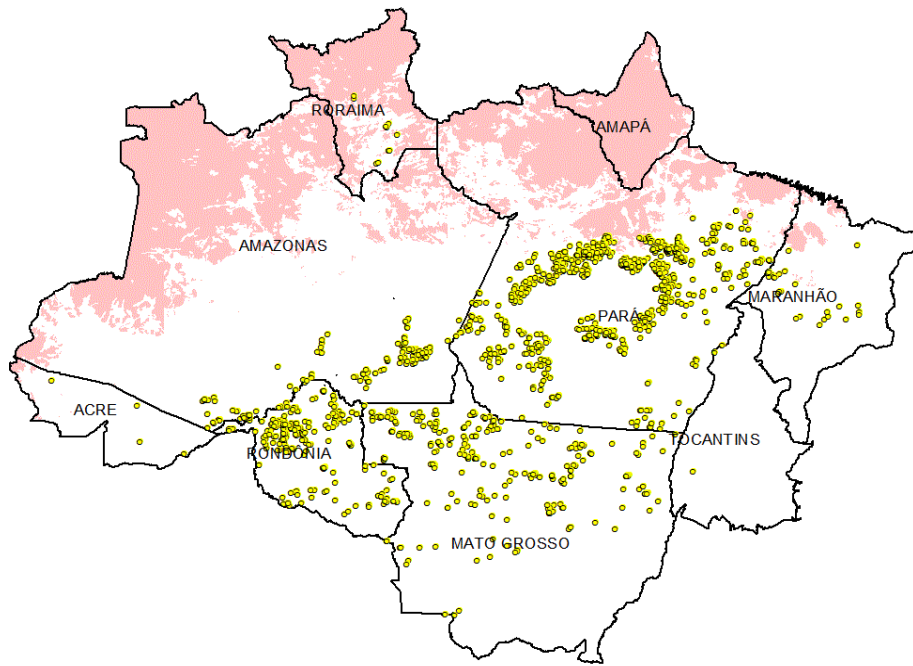 RORAIMA
AMAPÁ
AMAZONAS
MARANHÃO
PARÁ
ACRE
TOCANTINS
RONDÔNIA
MATO GROSSO